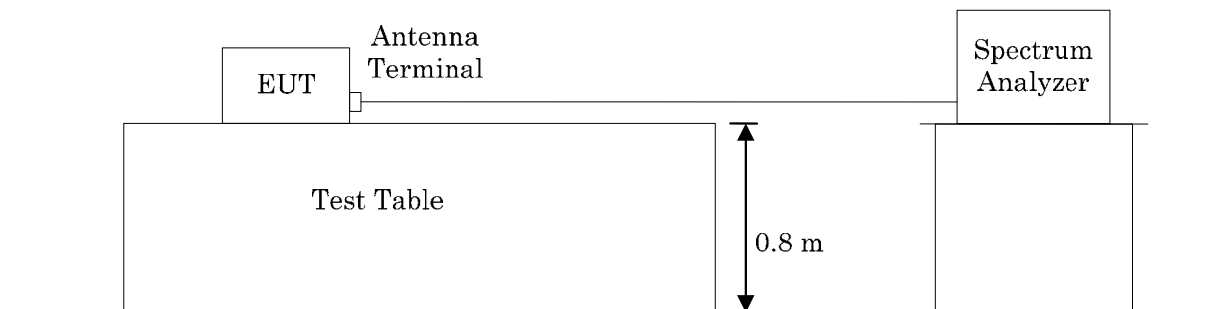 Antenna
Terminal
EUT
Spectrum
Analyzer
Test Table
0.8 m